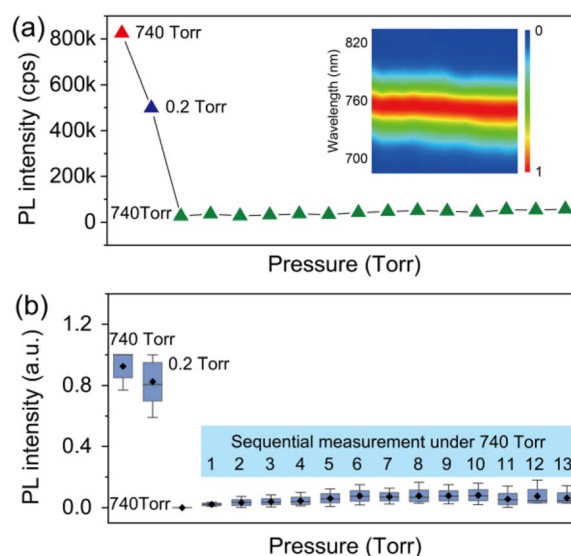 (a)
800k
600k
400k
200k
0
PL intensity (cps)
740 Torr
0.2 Torr
740Torr
820
760
700
Wavelength (nm)
0
1
Pressure (Torr)
(b)
1.2
0.8
0.4
0.0
PL intensity (a.u.)
740 Torr
0.2 Torr
Sequential measurement under 740 Torr
1 2 3 4 5 6 7 8 9 10 11 12 13
740Torr
Pressure (Torr)